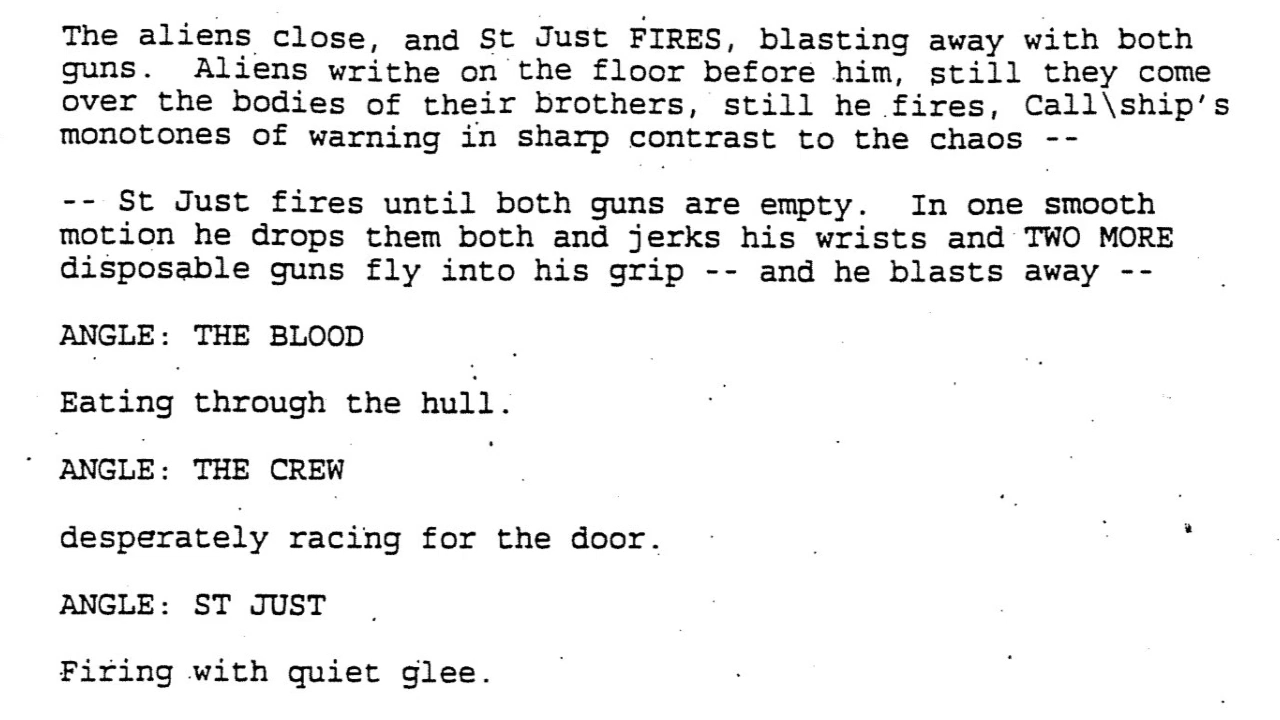 The aliens close, and St Just FIRES, blasting away with both
guns. Aliens writhe on the floor before him, still they come
over the bodies of their brothers, still he fires, Call\ship's
monotones of warning in sharp contrast to the chaos --
-- St Just fires until both guns are empty. In one smooth
motion he drops them both and jerks his wrists and TWO MORE
disposable guns fly into his grip -- and he blasts away --
ANGLE: THE BLOOD
Eating through the hull.
ANGLE: THE CREW
desperately racing for the door.
ANGLE: ST JUST
Firing with quiet glee.